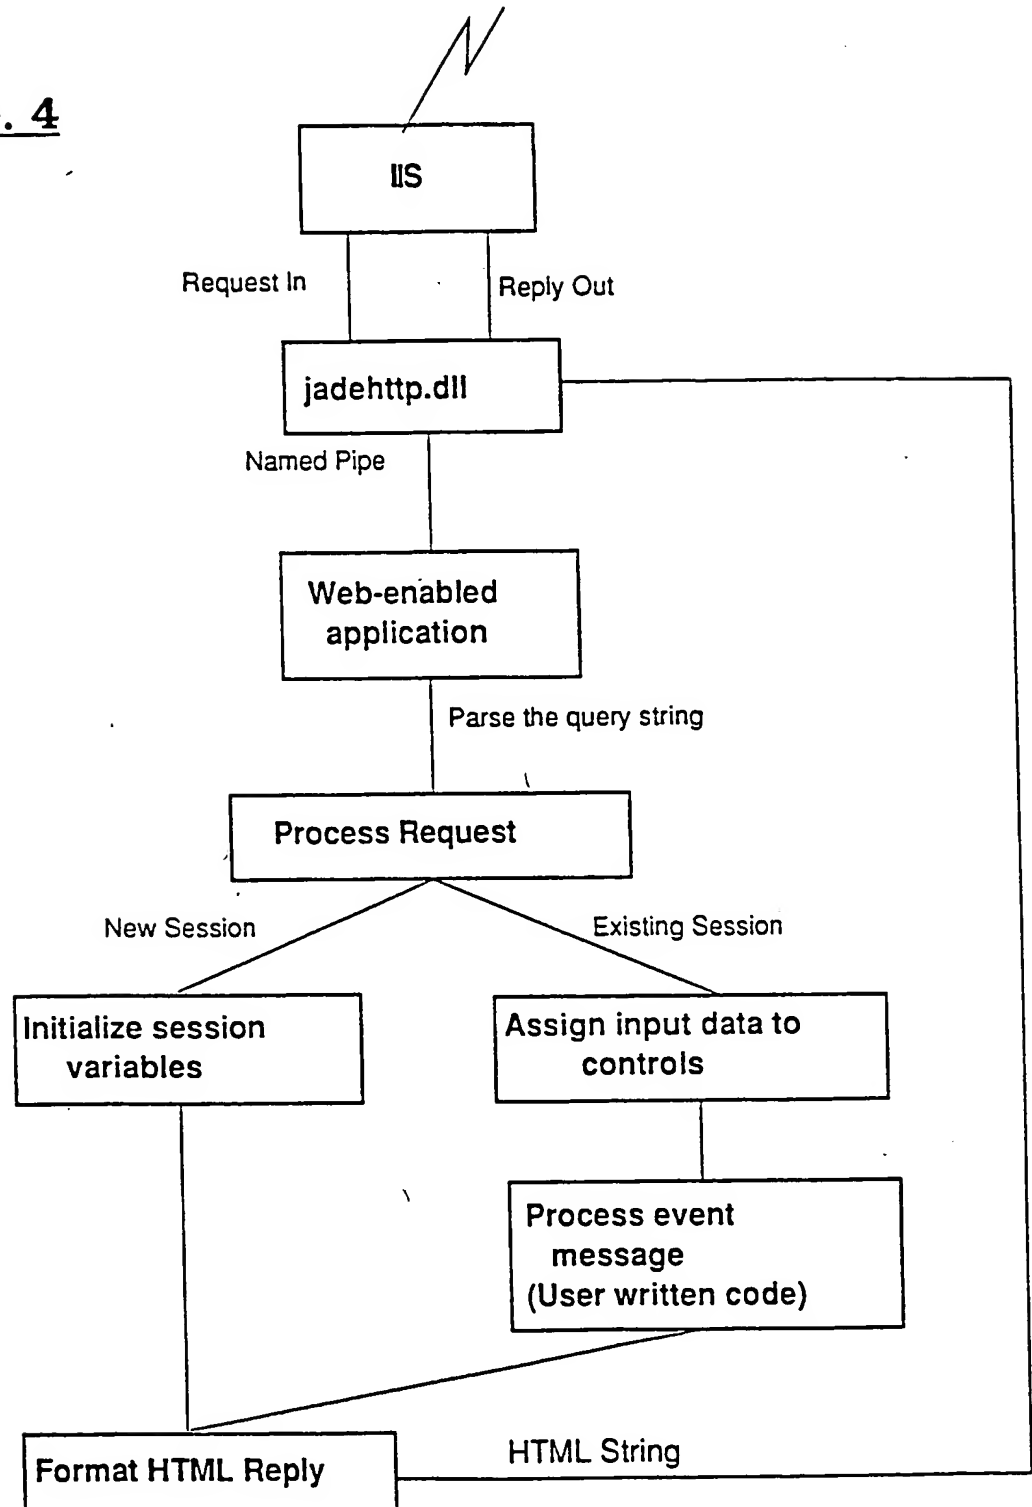 . 4
IIS
Request In
Reply Out
jadehttp.dll
Named Pipe
Web-enabled
application
Parse the query string
Process Request
New Session
Existing Session
Initialize session
variables
Assign input data to
controls
Process event
message
(User written code)
Format HTML Reply
HTML String